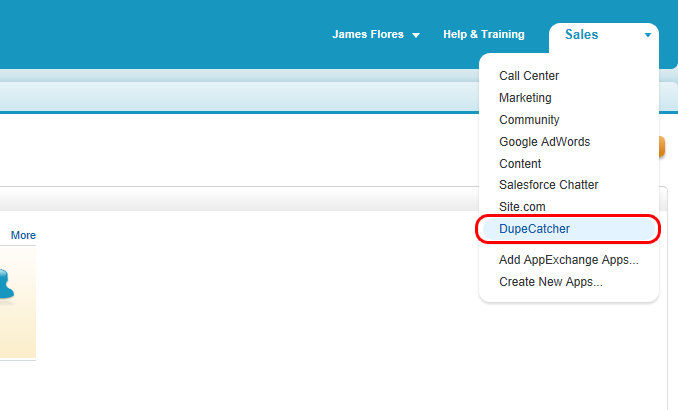 James Flores
Help & Training
Sales
Call Center
Marketing
Community
Google AdWords
Content
Salesforce Chatter
Site.com
DupeCatcher
Add AppExchange Apps...
Create New Apps...
More